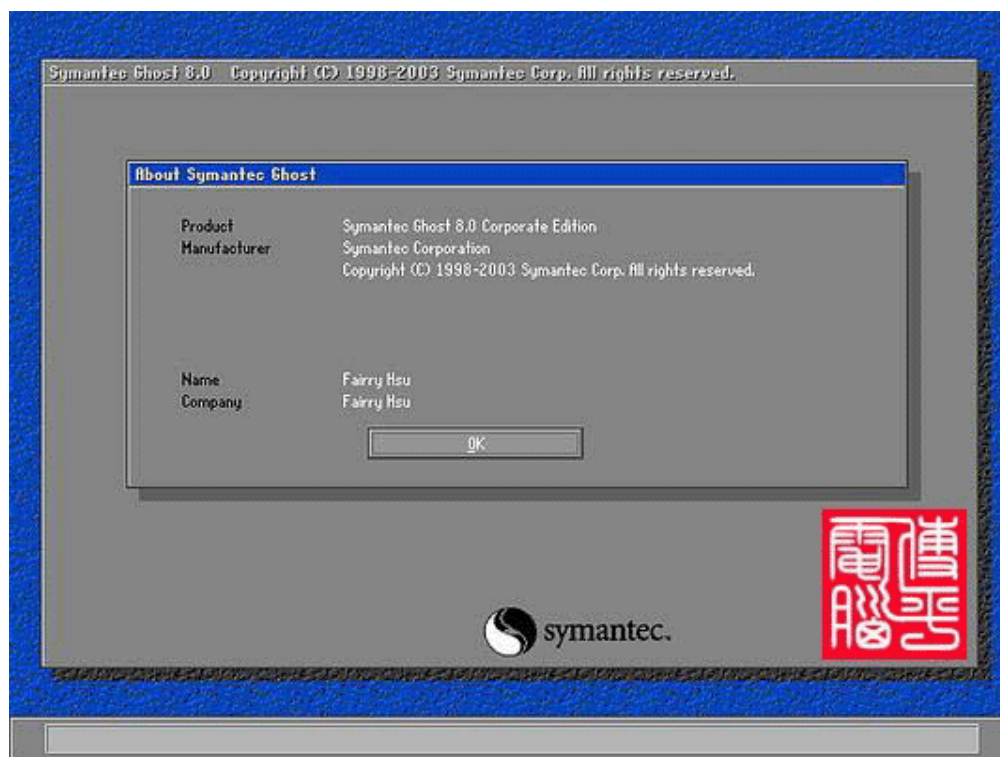 Symantec Ghost 8.0   Copyright (C) 1998-2003 Symantec Corp. All rights reserved.
About Symantec Ghost
Product Symantec Ghost 8.0 Corporate Edition
Manufacturer Symantec Corporation
Copyright (C) 1998-2003 Symantec Corp. All rights reserved.
Name Fairry Hsu
Company Fairry Hsu
OK
symantec.
電腦